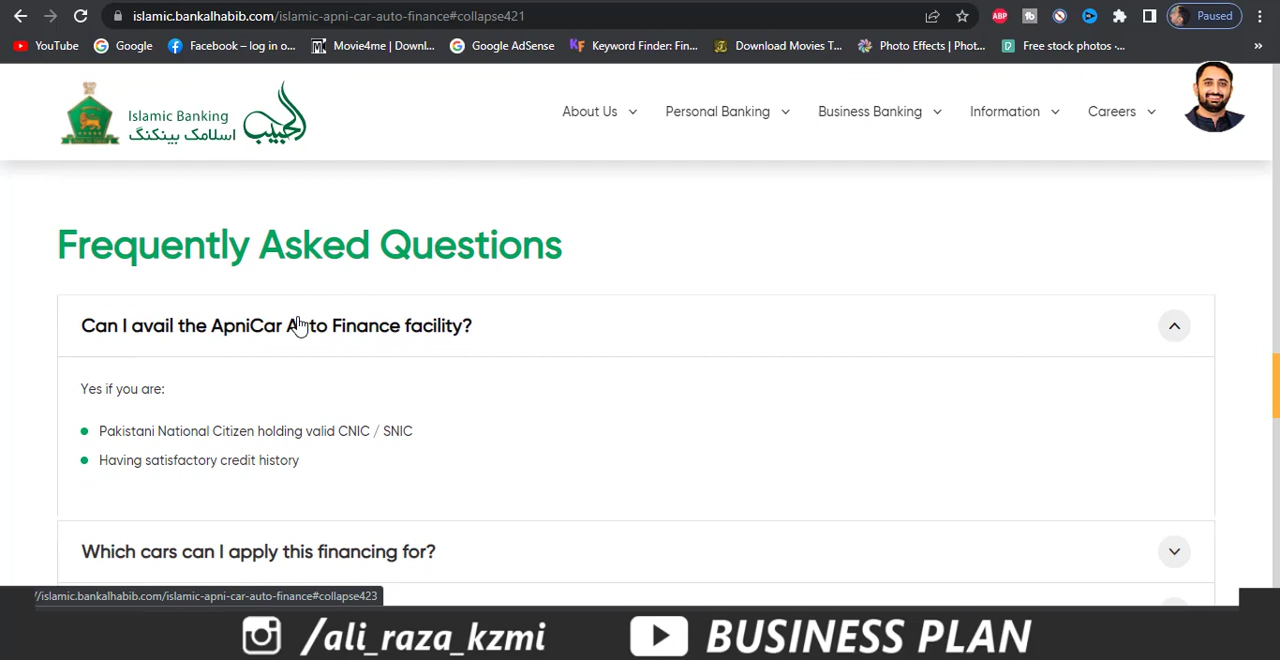 islamic.bankalhabib.com/islamic-apni-car-auto-finance#collapse421
ABP
tb
Paused
YouTube
Google
Facebook – log in o...
Movie4me | Downl...
Google AdSense
KF
Keyword Finder: Fin...
Download Movies T...
Photo Effects | Phot...
Free stock photos -...
»
Islamic Banking
اسلامک بینکنگ
الحبیب
About Us
Personal Banking
Business Banking
Information
Careers
Frequently Asked Questions
Can I avail the ApniCar Auto Finance facility?
Yes if you are:
Pakistani National Citizen holding valid CNIC / SNIC
Having satisfactory credit history
Which cars can I apply this financing for?
/islamic.bankalhabib.com/islamic-apni-car-auto-finance#collapse423
/ali_raza_kzmi
BUSINESS PLAN